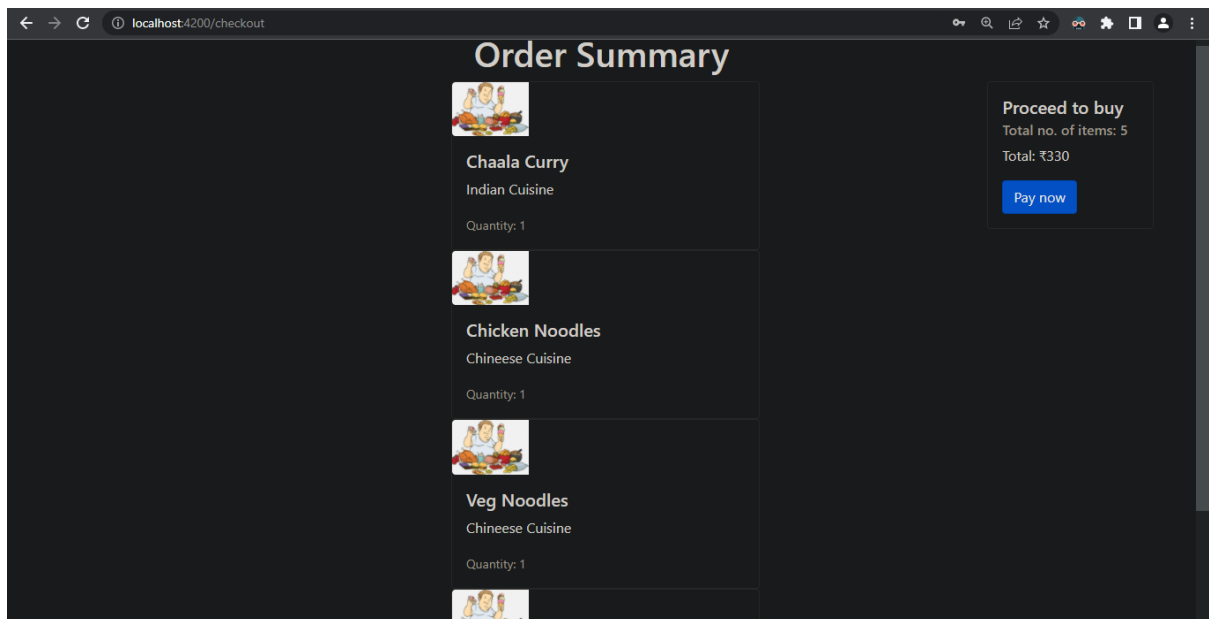 localhost:4200/checkout
Order Summary
Chaala Curry
Indian Cuisine
Quantity: 1
Chicken Noodles
Chineese Cuisine
Quantity: 1
Veg Noodles
Chineese Cuisine
Quantity: 1
Proceed to buy
Total no. of items: 5
Total: ₹330
Pay now